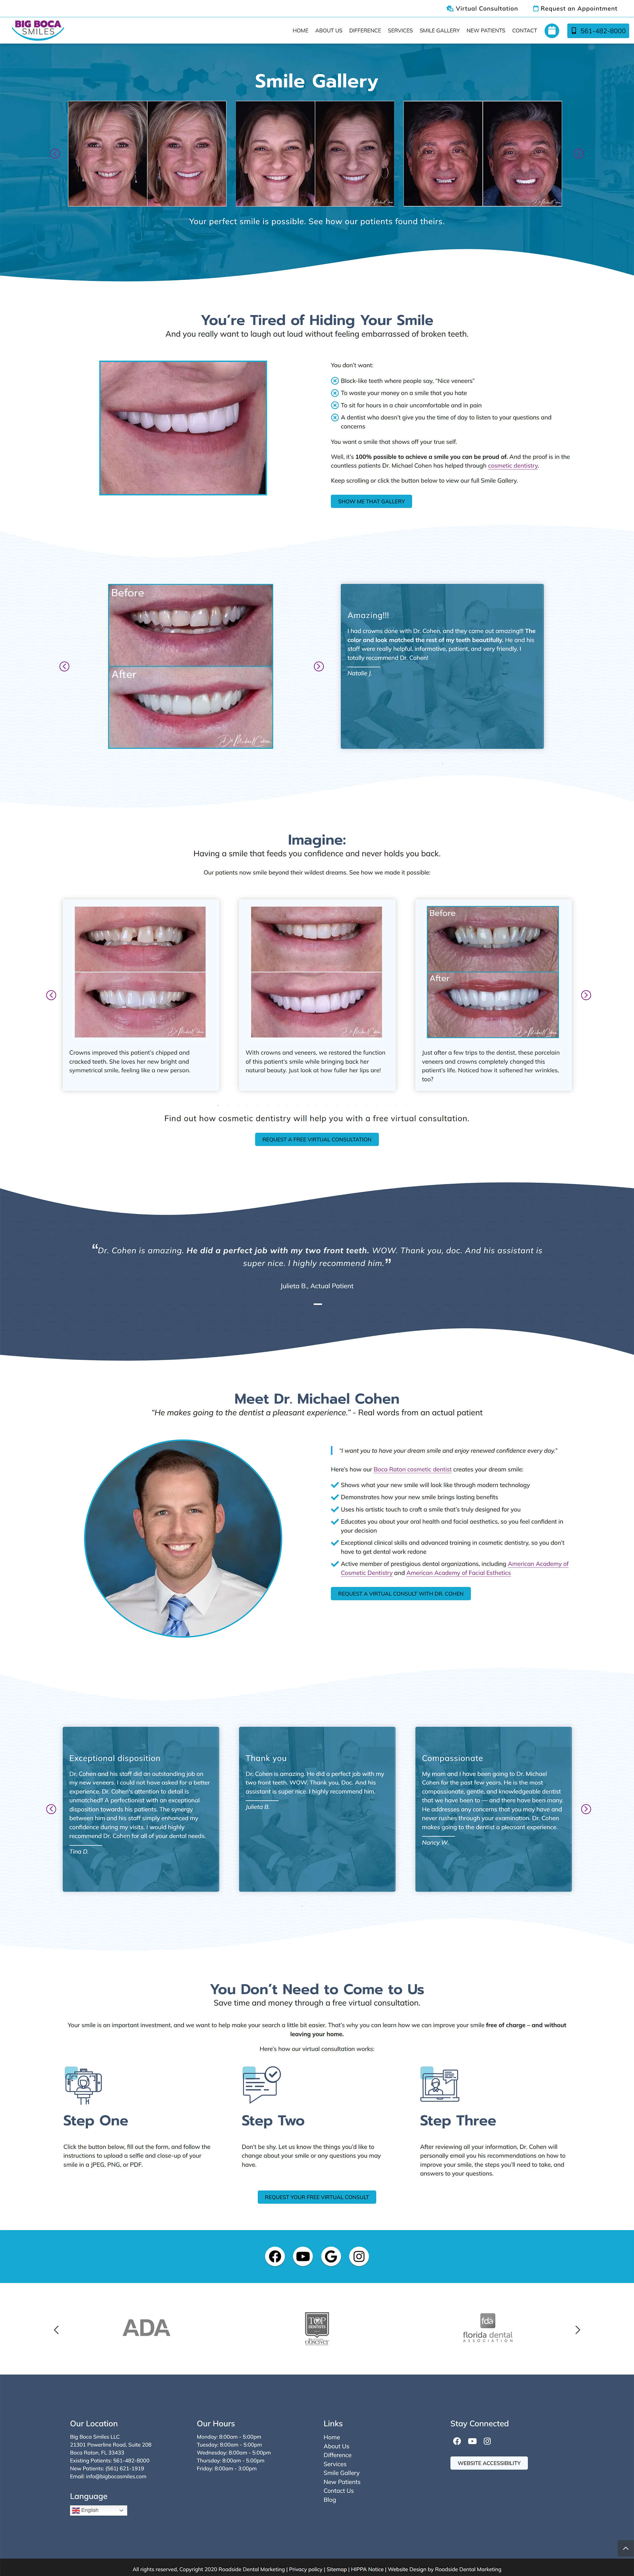 Virtual Consultation Request an Appointment
BIG BOCA
SMILES
HOME ABOUT US DIFFERENCE SERVICES SMILE GALLERY NEW PATIENTS CONTACT 561-482-8000
Smile Gallery
Your perfect smile is possible. See how our patients found theirs.
You're Tired of Hiding Your Smile
And you really want to laugh out loud without feeling embarrassed of broken teeth.
You don't want:
Block-like teeth where people say, "Nice veneers"
To waste your money on a smile that you hate
To sit for hours in a chair uncomfortable and in pain
A dentist who doesn't give you the time of day to listen to your questions and
concerns
You want a smile that shows off your true self.
Well, it's 100% possible to achieve a smile you can be proud of. And the proof is in the
countless patients Dr. Michael Cohen has helped through cosmetic dentistry.
Keep scrolling or click the button below to view our full Smile Gallery.
SHOW ME THAT GALLERY
Before
After
Dr. Michael Cohen
Amazing!!!
I had crowns done with Dr. Cohen, and they came out amazing!!! The
color and look matched the rest of my teeth beautifully. He and his
staff were really helpful, informative, patient, and very friendly. I
totally recommend Dr. Cohen!
Natalie J.
Imagine:
Having a smile that feeds you confidence and never holds you back.
Our patients now smile beyond their wildest dreams. See how we made it possible:
Before
After
Crowns improved this patient's chipped and
cracked teeth. She loves her new bright and
symmetrical smile, feeling like a new person.
With crowns and veneers, we restored the function
of this patient's smile while bringing back her
natural beauty. Just look at how fuller her lips are!
Just after a few trips to the dentist, these porcelain
veneers and crowns completely changed this
patient's life. Noticed how it softened her wrinkles,
too?
Find out how cosmetic dentistry will help you with a free virtual consultation.
REQUEST A FREE VIRTUAL CONSULTATION
“Dr. Cohen is amazing. He did a perfect job with my two front teeth. WOW. Thank you, doc. And his assistant is
super nice. I highly recommend him.”
Julieta B., Actual Patient
Meet Dr. Michael Cohen
"He makes going to the dentist a pleasant experience." - Real words from an actual patient
"I want you to have your dream smile and enjoy renewed confidence every day."
Here's how our Boca Raton cosmetic dentist creates your dream smile:
Shows what your new smile will look like through modern technology
Demonstrates how your new smile brings lasting benefits
Uses his artistic touch to craft a smile that's truly designed for you
Educates you about your oral health and facial aesthetics, so you feel confident in
your decision
Exceptional clinical skills and advanced training in cosmetic dentistry, so you don't
have to get dental work redone
Active member of prestigious dental organizations, including American Academy of
Cosmetic Dentistry and American Academy of Facial Esthetics
REQUEST A VIRTUAL CONSULT WITH DR. COHEN
Exceptional disposition
Dr. Cohen and his staff did an outstanding job on
my new veneers. I could not have asked for a better
experience. Dr. Cohen's attention to detail is
unmatched!! A perfectionist with an exceptional
disposition towards his patients. The synergy
between him and his staff simply enhanced my
confidence during my visits. I would highly
recommend Dr. Cohen for all of your dental needs.
Tina D.
Thank you
Dr. Cohen is amazing. He did a perfect job with my
two front teeth. WOW. Thank you, Doc. And his
assistant is super nice. I highly recommend him.
Julieta B.
Compassionate
My mom and I have been going to Dr. Michael
Cohen for the past few years. He is the most
compassionate, gentle, and knowledgeable dentist
that we have been to — and there have been many.
He addresses any concerns that you may have and
never rushes through your examination. Dr. Cohen
makes going to the dentist a pleasant experience.
Nancy W.
You Don't Need to Come to Us
Save time and money through a free virtual consultation.
Your smile is an important investment, and we want to help make your search a little bit easier. That's why you can learn how we can improve your smile free of charge – and without
leaving your home.
Here's how our virtual consultation works:
Step One
Click the button below, fill out the form, and follow the
instructions to upload a selfie and close-up of your
smile in a JPEG, PNG, or PDF.
Step Two
Don't be shy. Let us know the things you'd like to
change about your smile or any questions you may
have.
Step Three
After reviewing all your information, Dr. Cohen will
personally email you his recommendations on how to
improve your smile, the steps you'll need to take, and
answers to your questions.
REQUEST YOUR FREE VIRTUAL CONSULT
ADA
TOP
DENTISTS
observer
fda
florida dental
ASSOCIATION
Our Location
Big Boca Smiles LLC
21301 Powerline Road, Suite 208
Boca Raton, FL 33433
Existing Patients: 561-482-8000
New Patients: (561) 621-1919
Email: info@bigbocasmiles.com
Language
English
Our Hours
Monday: 8:00am - 5:00pm
Tuesday: 8:00am - 5:00pm
Wednesday: 8:00am - 5:00pm
Thursday: 8:00am - 5:00pm
Friday: 8:00am - 3:00pm
Links
Home
About Us
Difference
Services
Smile Gallery
New Patients
Contact Us
Blog
Stay Connected
WEBSITE ACCESSIBILITY
All rights reserved, Copyright 2020 Roadside Dental Marketing | Privacy policy | Sitemap | HIPPA Notice | Website Design by Roadside Dental Marketing